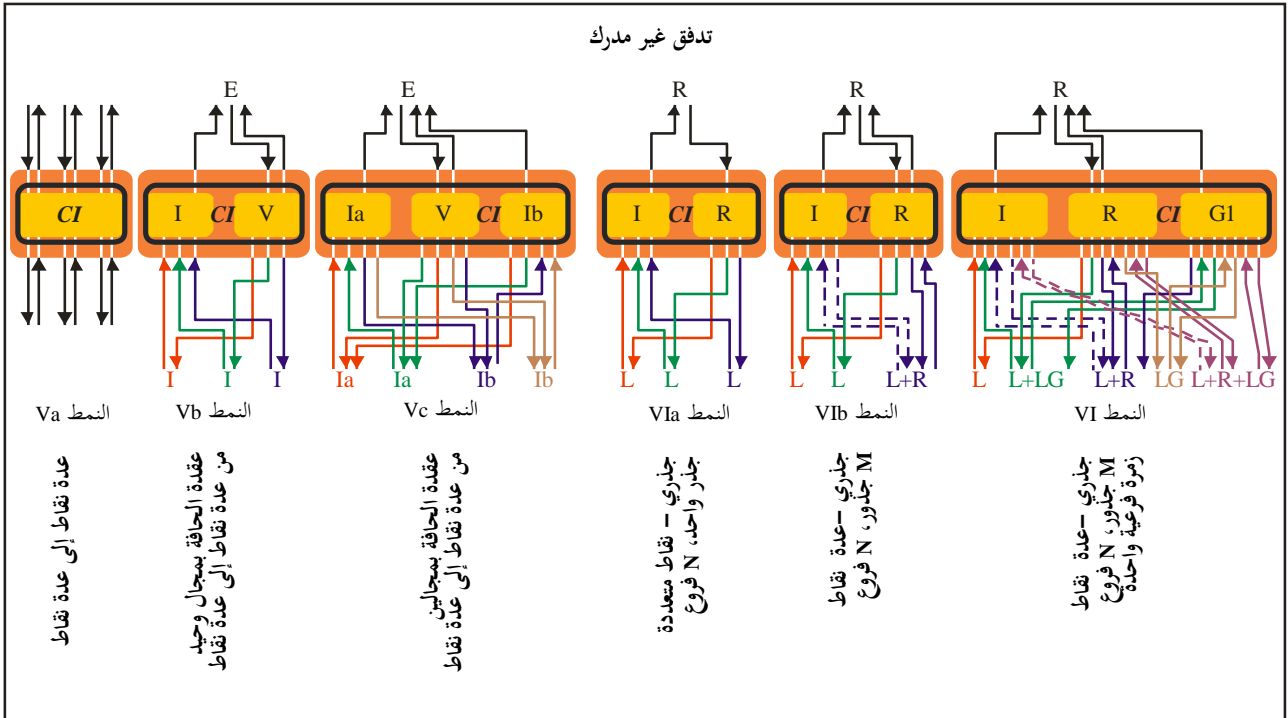 تدفق غير مدرك
E E R R R
CI I CI V Ia V CI Ib I CI R I CI R I R CI G1
I I I Ia Ia Ib Ib L L L L L L+R L L+LG L+R LG L+R+LG
النمط Va
النمط Vb
النمط Vc
النمط VIa
النمط VIb
النمط VI
عدة نقاط إلى عدة نقاط
عقدة الحافة بمجال وحيد
من عدة نقاط إلى عدة نقاط
عقدة الحافة بمجالين
من عدة نقاط إلى عدة نقاط
جذري – نقاط متعددة
جذر واحد، N فروع
جذري –عدة نقاط
M جذور، N فروع
جذري –عدة نقاط
M جذور، N فروع
زمرة فرعية واحدة